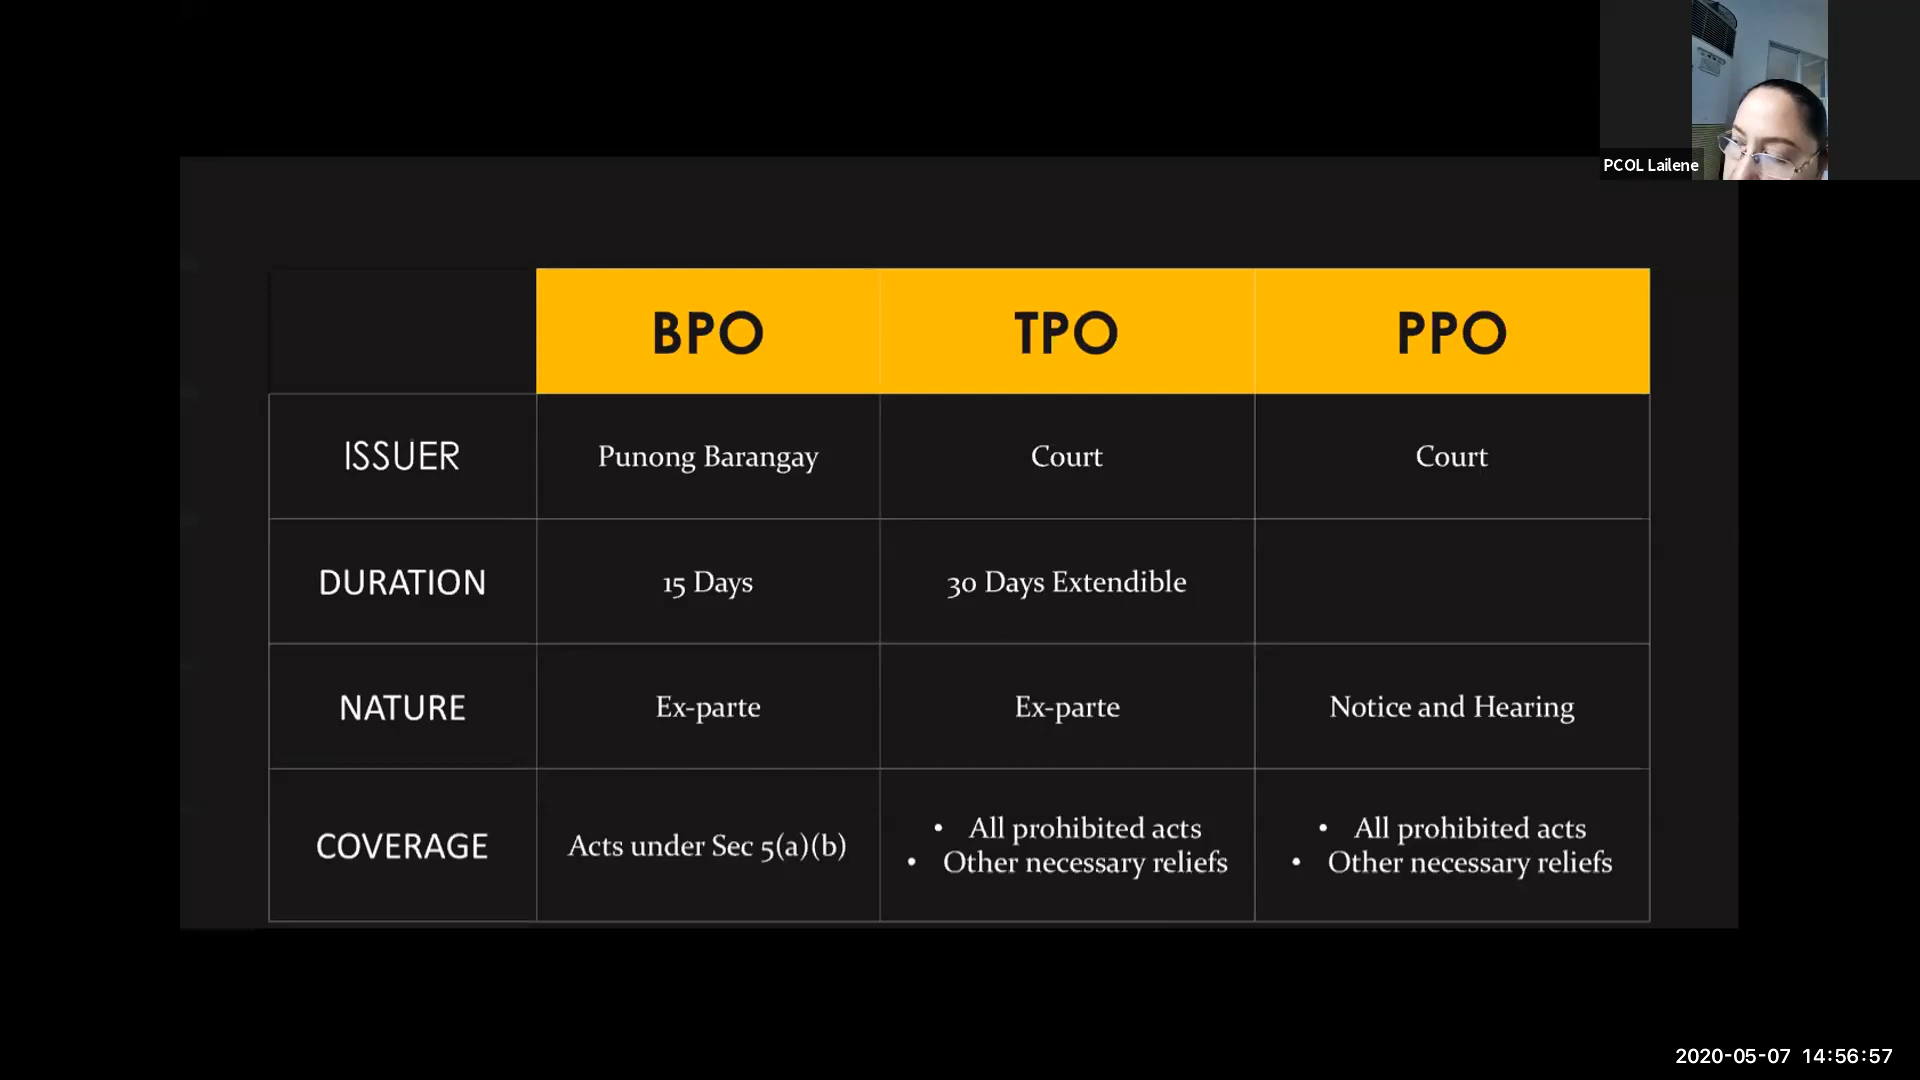 PCOL Lailene
BPO TPO PPO
ISSUER Punong Barangay Court Court
DURATION 15 Days 30 Days Extendible
NATURE Ex-parte Ex-parte Notice and Hearing
COVERAGE Acts under Sec 5(a)(b)
• All prohibited acts
• Other necessary reliefs
• All prohibited acts
• Other necessary reliefs
2020-05-07 14:56:57